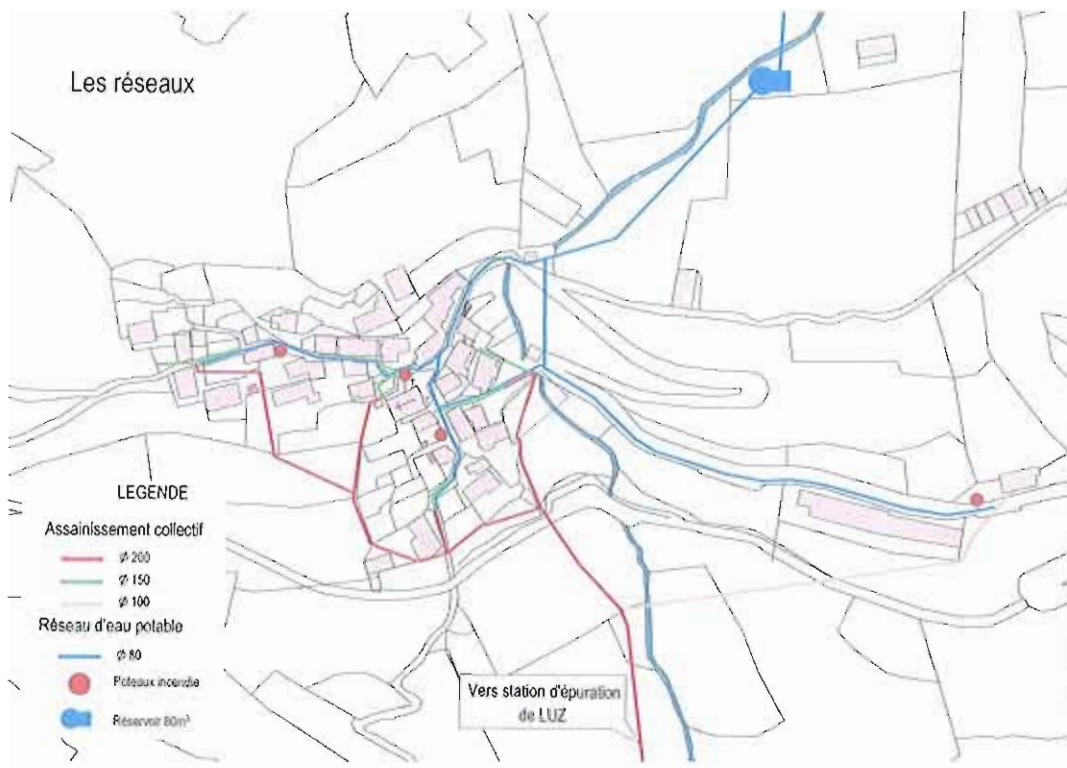 Les réseaux
LEGENDE
Assainissement collectif
Ø 200
Ø 150
Ø 100
Réseau d'eau potable
Ø 80
Poteaux incendie
Réservoir 80m³
Vers station d'épuration
de LUZ